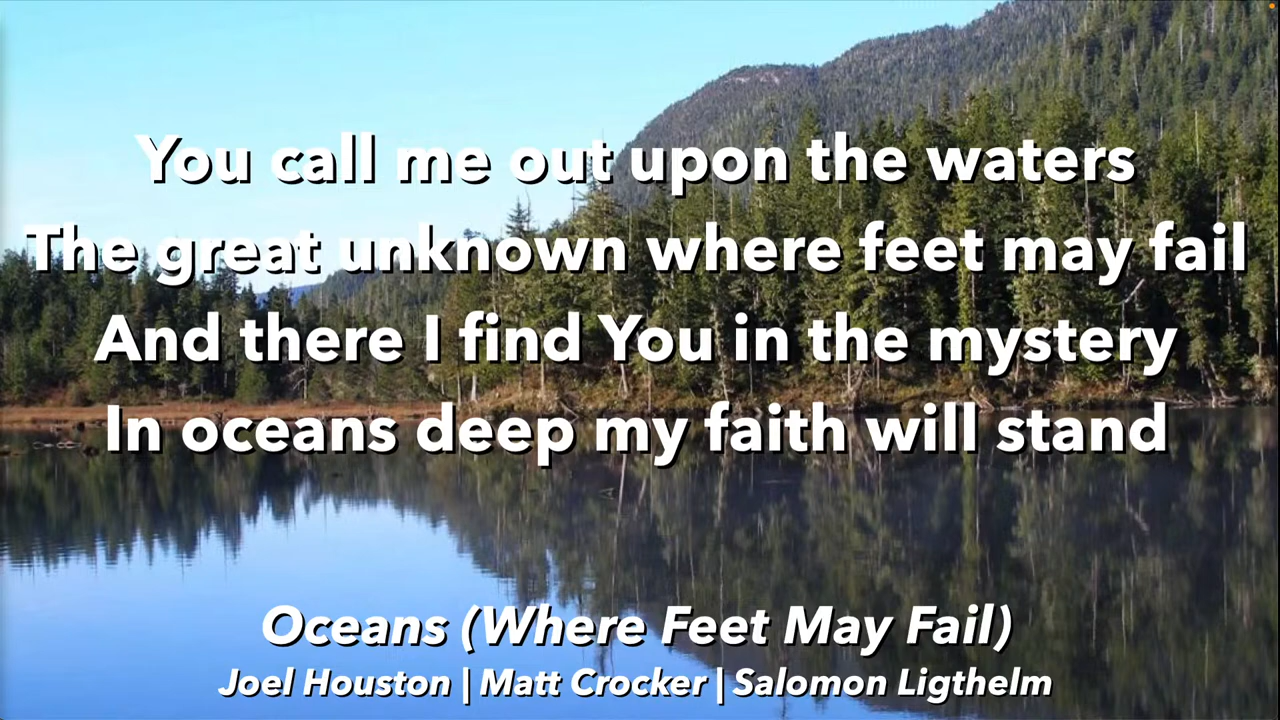 You call me out upon the waters
The great unknown where feet may fail
And there I find You in the mystery
In oceans deep my faith will stand
Oceans (Where Feet May Fail)
Joel Houston | Matt Crocker | Salomon Ligthelm